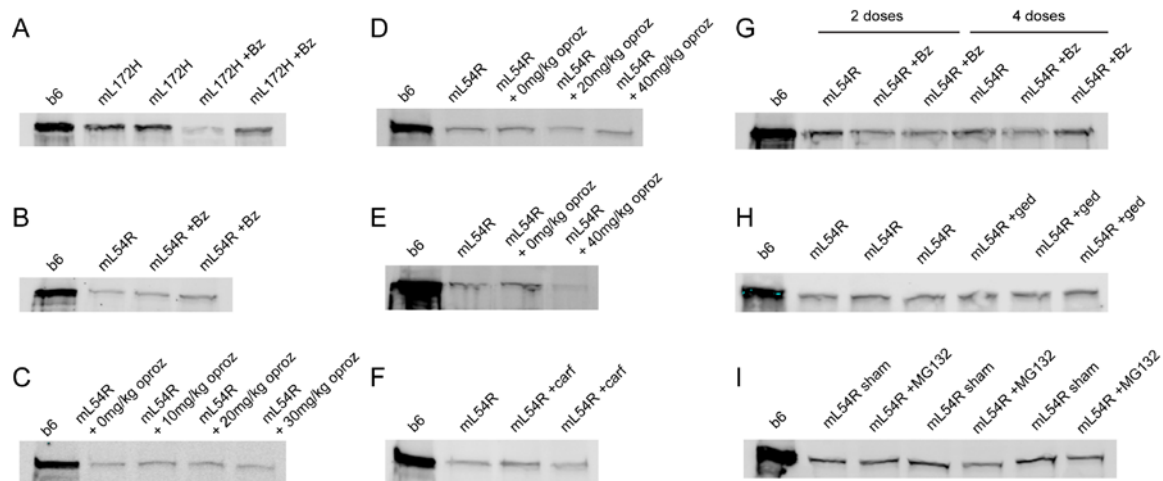 A
b6
mL172H
mL172H
mL172H +Bz
mL172H +Bz
B
b6
mL54R
mL54R +Bz
mL54R +Bz
C
b6
mL54R
+ 0mg/kg oproz
mL54R
+ 10mg/kg oproz
mL54R
+ 20mg/kg oproz
mL54R
+ 30mg/kg oproz
D
b6
mL54R
mL54R
+ 0mg/kg oproz
mL54R
+ 20mg/kg oproz
mL54R
+ 40mg/kg oproz
E
b6
mL54R
mL54R
+ 0mg/kg oproz
mL54R
+ 40mg/kg oproz
F
b6
mL54R
mL54R +carf
mL54R +carf
G
2 doses
4 doses
b6
mL54R
mL54R +Bz
mL54R +Bz
mL54R
mL54R +Bz
mL54R +Bz
H
b6
mL54R
mL54R
mL54R
mL54R +ged
mL54R +ged
mL54R +ged
I
b6
mL54R sham
mL54R +MG132
mL54R sham
mL54R +MG132
mL54R sham
mL54R +MG132